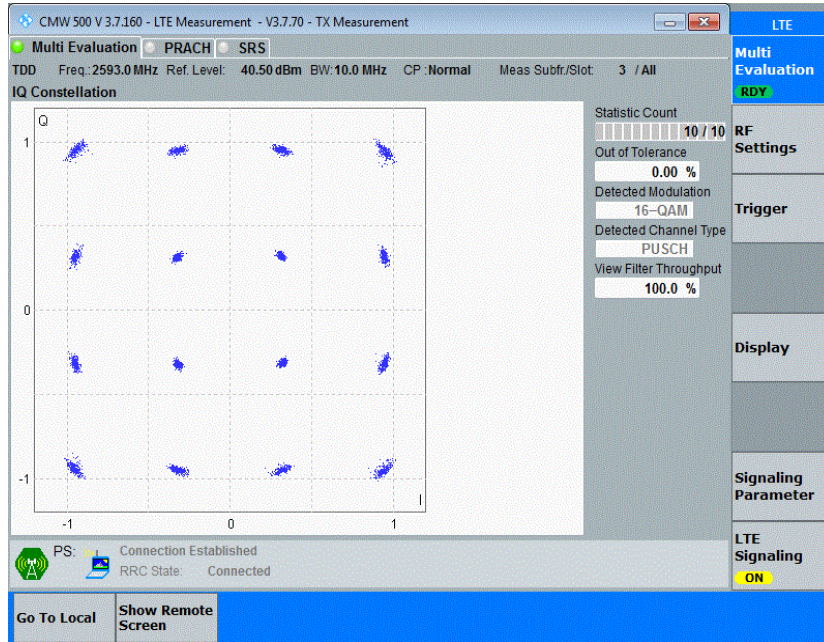 CMW 500 V 3.7.160 - LTE Measurement - V3.7.70 - TX Measurement
LTE
Multi Evaluation PRACH SRS
Multi
Evaluation
RDY
TDD Freq.:2593.0 MHz Ref. Level: 40.50 dBm BW:10.0 MHz CP :Normal Meas Subfr./Slot: 3 / All
IQ Constellation
Q
1
0
-1
-1 0 1
I
Statistic Count
10 / 10
Out of Tolerance
0.00 %
Detected Modulation
16-QAM
Detected Channel Type
PUSCH
View Filter Throughput
100.0 %
RF
Settings
Trigger
Display
Signaling
Parameter
LTE
Signaling
ON
PS: Connection Established
RRC State: Connected
Go To Local
Show Remote
Screen